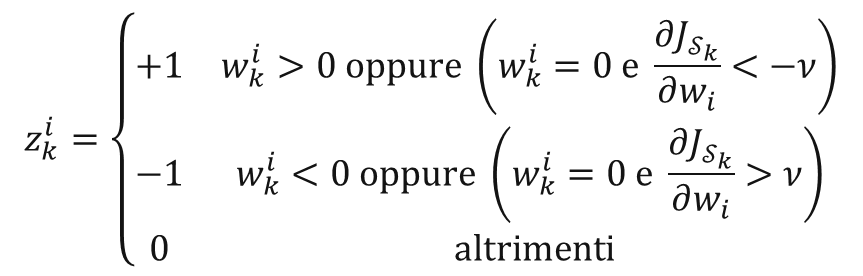 +1 w_k^i > 0 oppure (w_k^i = 0 e ∂J_{𝒮_k}/∂w_i < −ν)
z_k^i = { −1 w_k^i < 0 oppure (w_k^i = 0 e ∂J_{𝒮_k}/∂w_i > ν)
0 altrimenti